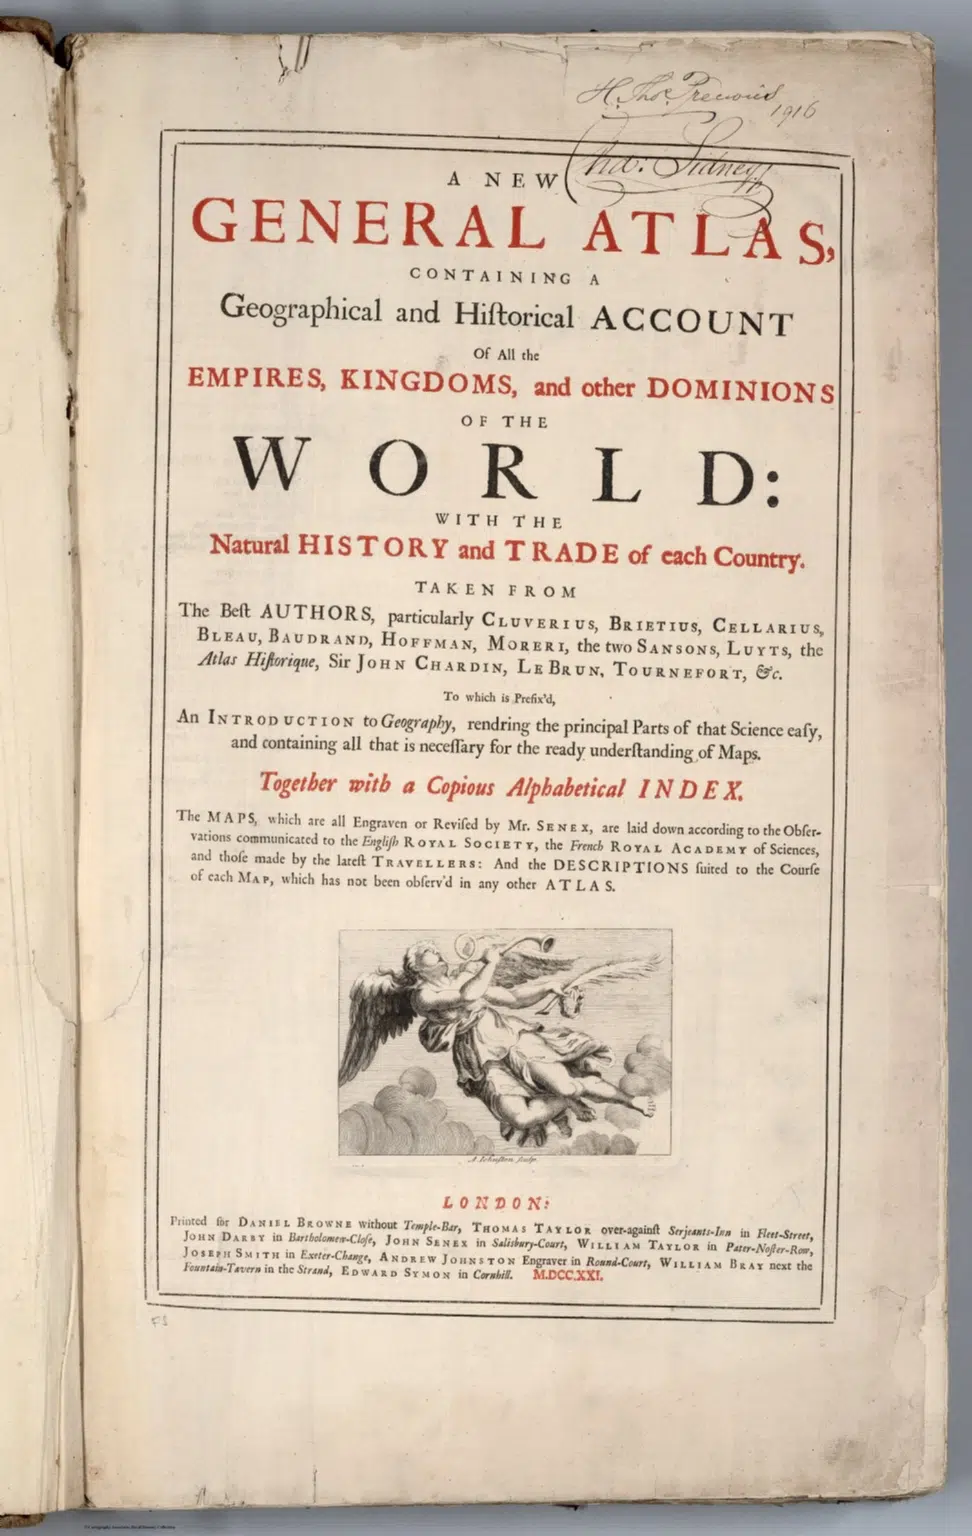 H. Tho.s
1916
Cha: Sidney
A NEW
GENERAL ATLAS,
CONTAINING A
Geographical and Hiſtorical ACCOUNT
Of All the
EMPIRES, KINGDOMS, and other DOMINIONS
OF THE
WORLD:
WITH THE
Natural HISTORY and TRADE of each Country.
TAKEN FROM
The Beſt AUTHORS, particularly CLUVERIUS, BRIETIUS, CELLARIUS,
BLEAU, BAUDRAND, HOFFMAN, MORERI, the two SANSONS, LUYTS, the
Atlas Hiſtorique, Sir JOHN CHARDIN, LE BRUN, TOURNEFORT, &c.
To which is Prefix'd,
An INTRODUCTION to Geography, rendring the principal Parts of that Science eaſy,
and containing all that is neceſſary for the ready underſtanding of Maps.
Together with a Copious Alphabetical INDEX.
The MAPS, which are all Engraven or Reviſed by Mr. SENEX, are laid down according to the Obſer-
vations communicated to the Engliſh ROYAL SOCIETY, the French ROYAL ACADEMY of Sciences,
and thoſe made by the lateſt TRAVELLERS: And the DESCRIPTIONS ſuited to the Courſe
of each MAP, which has not been obſerv'd in any other ATLAS.
A. Johnſton ſculp.
LONDON:
Printed for DANIEL BROWNE without Temple-Bar, THOMAS TAYLOR over-againſt Serjeants-Inn in Fleet-Street,
JOHN DARBY in Bartholomew-Cloſe, JOHN SENEX in Salisbury-Court, WILLIAM TAYLOR in Pater-Noſter-Row,
JOSEPH SMITH in Exeter-Change, ANDREW JOHNSTON Engraver in Round-Court, WILLIAM BRAY next the
Fountain-Tavern in the Strand, EDWARD SYMON in Cornhill. M.DCC.XXI.